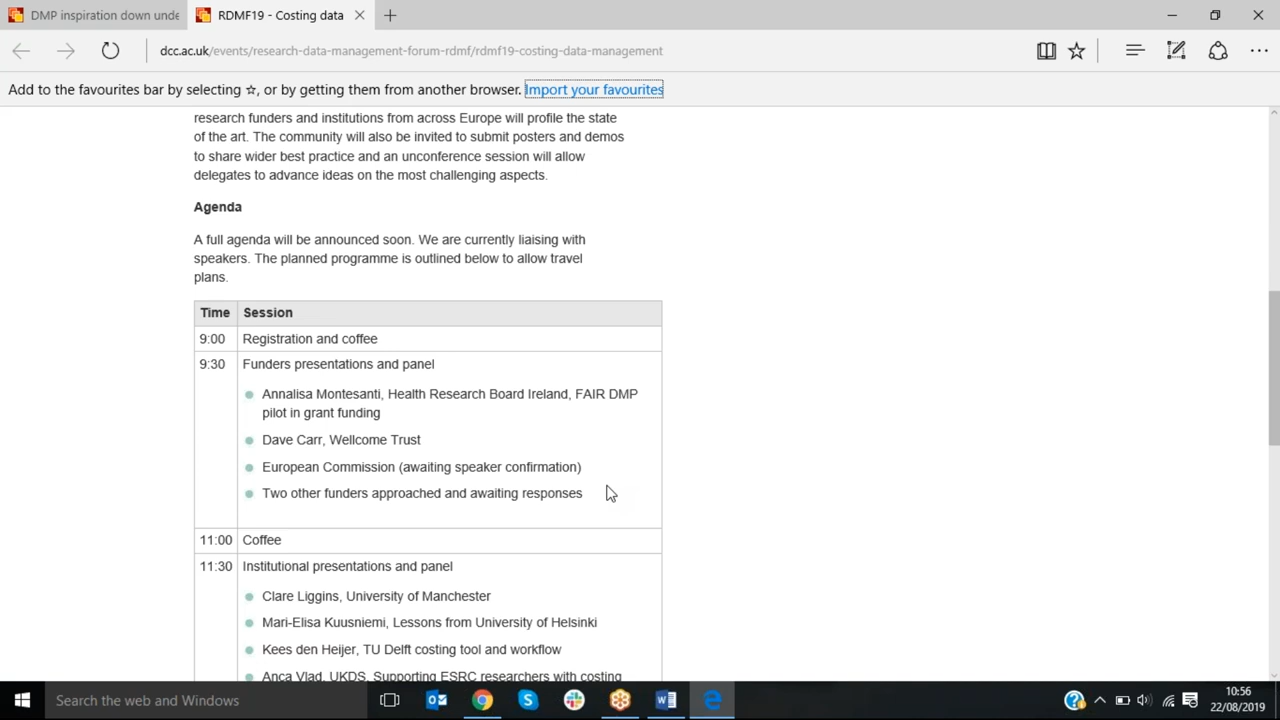 DMP inspiration down unde
RDMF19 - Costing data
dcc.ac.uk/events/research-data-management-forum-rdmf/rdmf19-costing-data-management
Add to the favourites bar by selecting ☆, or by getting them from another browser. Import your favourites
research funders and institutions from across Europe will profile the state
of the art. The community will also be invited to submit posters and demos
to share wider best practice and an unconference session will allow
delegates to advance ideas on the most challenging aspects.
Agenda
A full agenda will be announced soon. We are currently liaising with
speakers. The planned programme is outlined below to allow travel
plans.
Time Session
9:00 Registration and coffee
9:30 Funders presentations and panel
Annalisa Montesanti, Health Research Board Ireland, FAIR DMP
pilot in grant funding
Dave Carr, Wellcome Trust
European Commission (awaiting speaker confirmation)
Two other funders approached and awaiting responses
11:00 Coffee
11:30 Institutional presentations and panel
Clare Liggins, University of Manchester
Mari-Elisa Kuusniemi, Lessons from University of Helsinki
Kees den Heijer, TU Delft costing tool and workflow
Anca Vlad, UKDS, Supporting ESRC researchers with costing
Search the web and Windows
10:56
22/08/2019